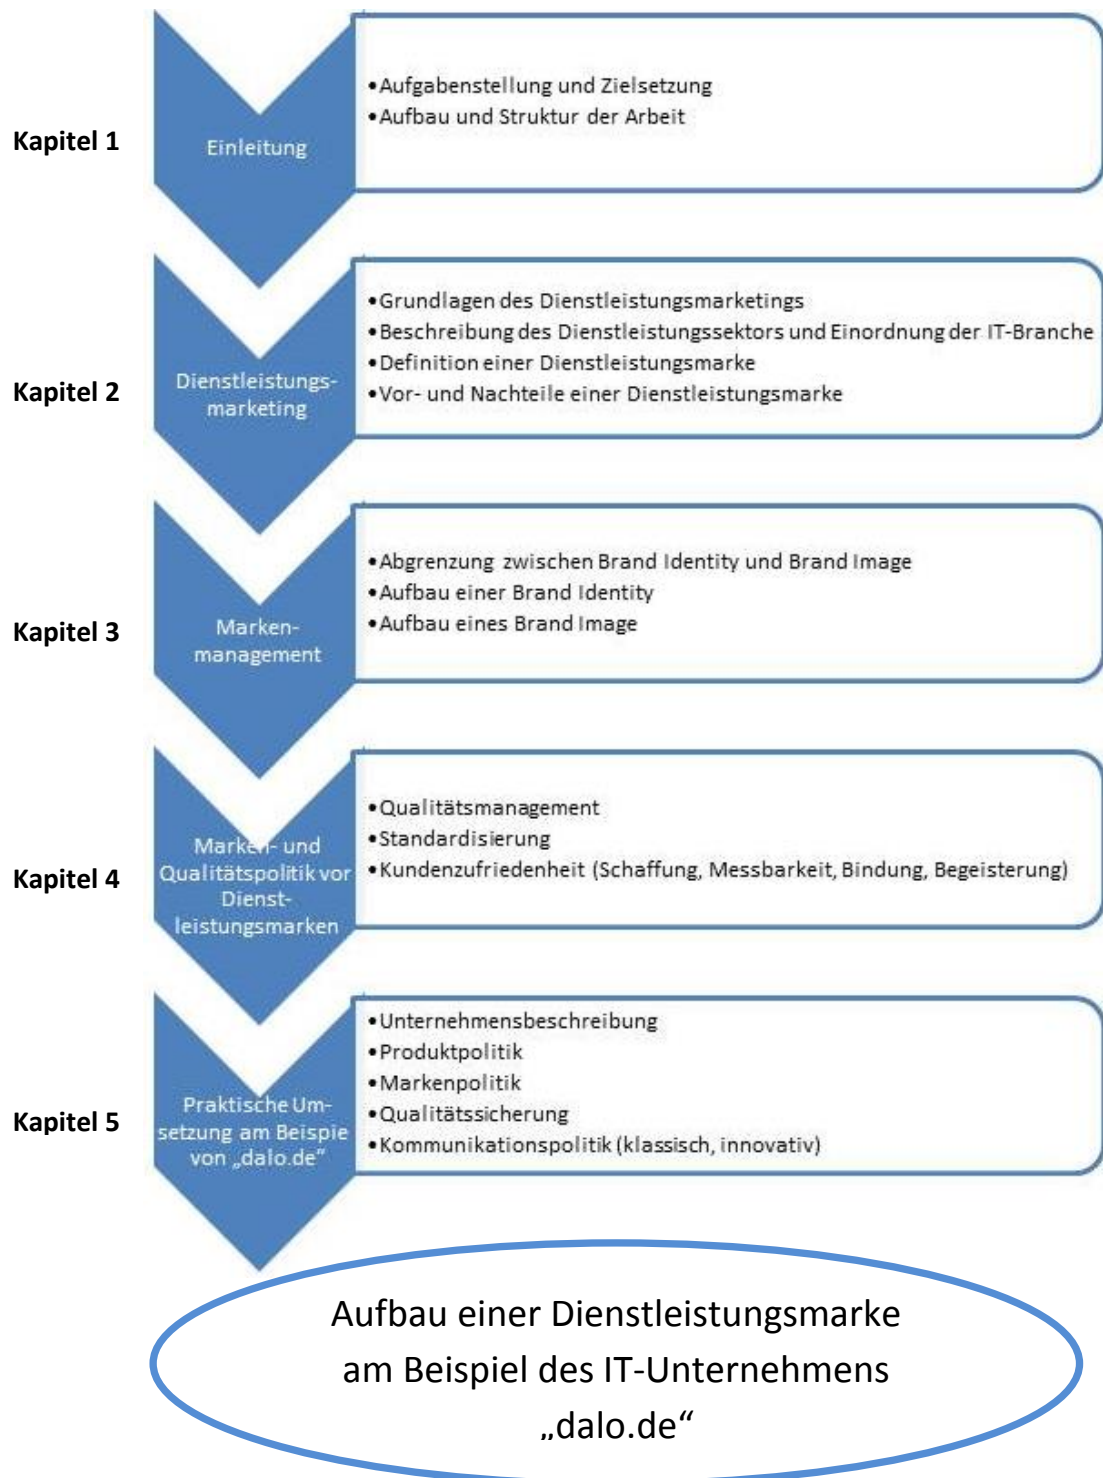 Kapitel 1
Einleitung
•Aufgabenstellung und Zielsetzung
•Aufbau und Struktur der Arbeit
Kapitel 2
Dienstleistungs-
marketing
•Grundlagen des Dienstleistungsmarketings
•Beschreibung des Dienstleistungssektors und Einordnung der IT-Branche
•Definition einer Dienstleistungsmarke
•Vor- und Nachteile einer Dienstleistungsmarke
Kapitel 3
Marken-
management
•Abgrenzung zwischen Brand Identity und Brand Image
•Aufbau einer Brand Identity
•Aufbau eines Brand Image
Kapitel 4
Marken- und
Qualitätspolitik vor
Dienst-
leistungsmarken
•Qualitätsmanagement
•Standardisierung
•Kundenzufriedenheit (Schaffung, Messbarkeit, Bindung, Begeisterung)
Kapitel 5
Praktische Um-
setzung am Beispie
von „dalo.de"
•Unternehmensbeschreibung
•Produktpolitik
•Markenpolitik
•Qualitätssicherung
•Kommunikationspolitik (klassisch, innovativ)
Aufbau einer Dienstleistungsmarke
am Beispiel des IT-Unternehmens
„dalo.de“